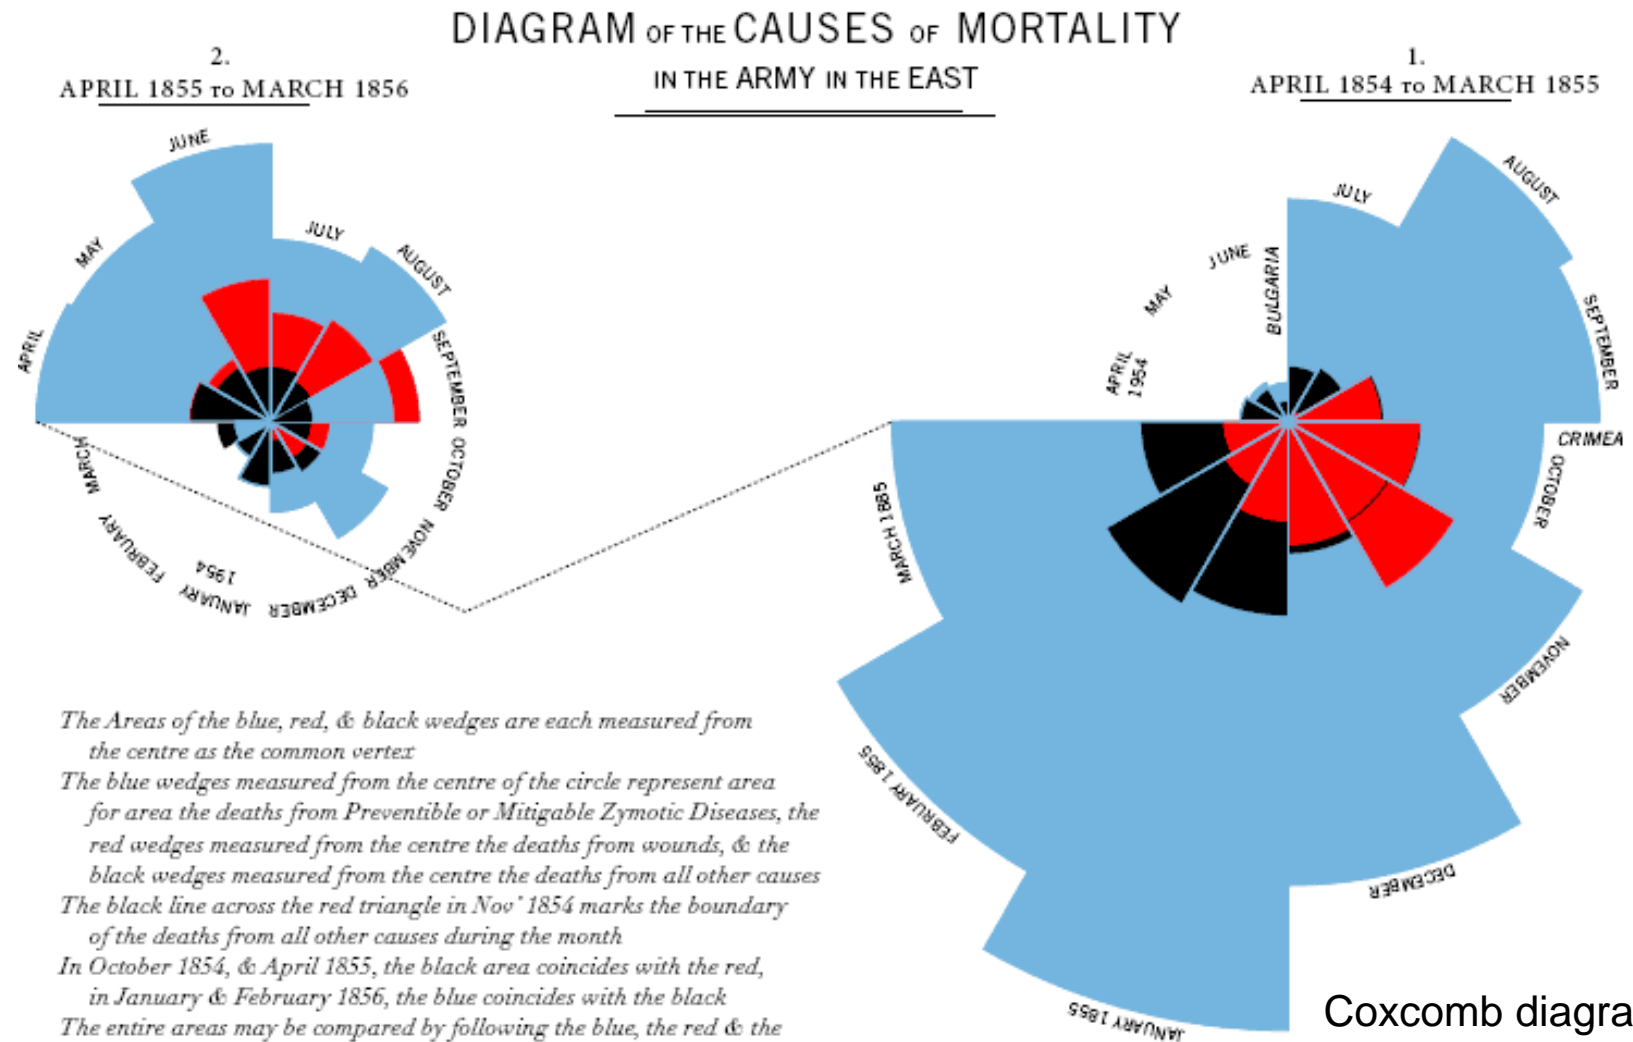 DIAGRAM OF THE CAUSES OF MORTALITY
IN THE ARMY IN THE EAST
2.
APRIL 1855 TO MARCH 1856
1.
APRIL 1854 TO MARCH 1855
APRIL
MAY
JUNE
JULY
AUGUST
SEPTEMBER
OCTOBER
NOVEMBER
DECEMBER
JANUARY
1954
FEBRUARY
MARCH
APRIL
1954
MAY
JUNE
BULGARIA
JULY
AUGUST
SEPTEMBER
CRIMEA
OCTOBER
NOVEMBER
DECEMBER
JANUARY 1855
FEBRUARY 1855
MARCH 1885
The Areas of the blue, red, & black wedges are each measured from
the centre as the common vertex
The blue wedges measured from the centre of the circle represent area
for area the deaths from Preventible or Mitigable Zymotic Diseases, the
red wedges measured from the centre the deaths from wounds, & the
black wedges measured from the centre the deaths from all other causes
The black line across the red triangle in Nov' 1854 marks the boundary
of the deaths from all other causes during the month
In October 1854, & April 1855, the black area coincides with the red,
in January & February 1856, the blue coincides with the black
The entire areas may be compared by following the blue, the red & the
Coxcomb diagra